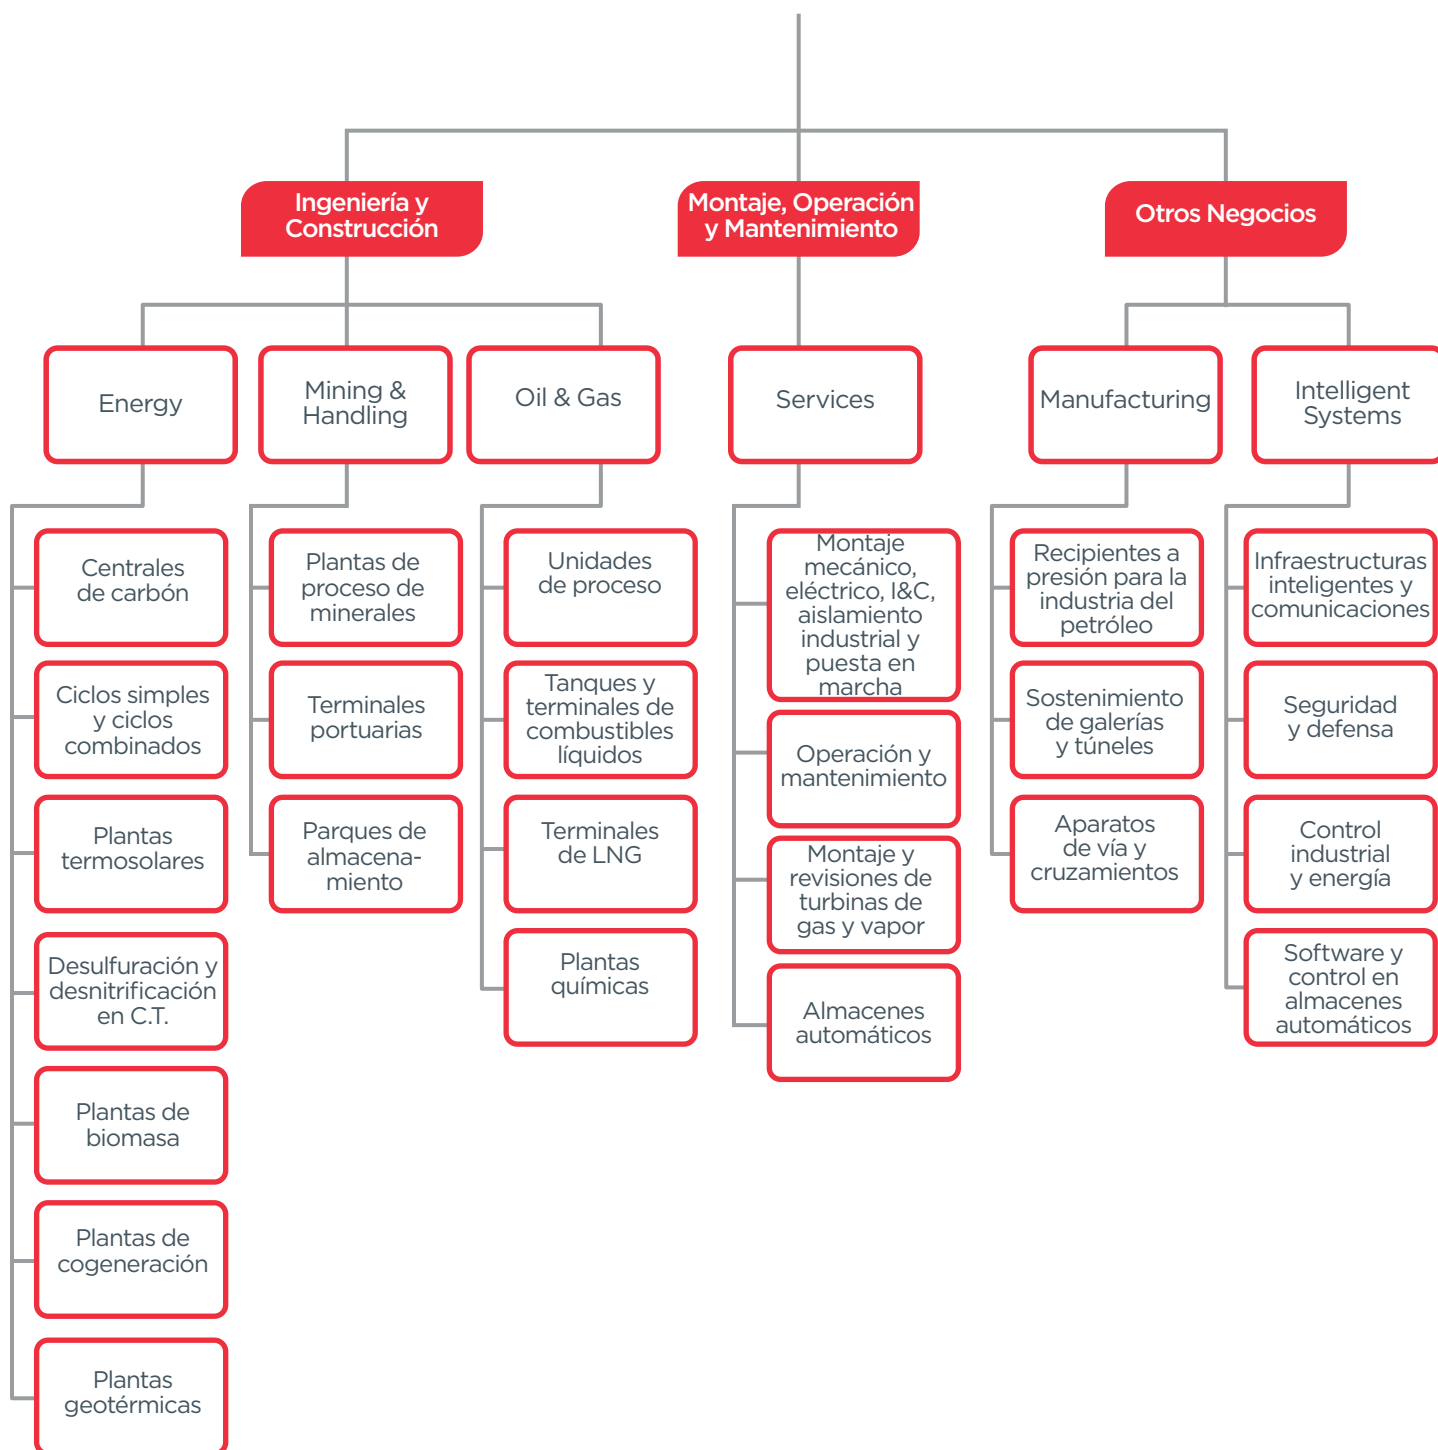 Ingeniería y
Construcción
Montaje, Operación
y Mantenimiento
Otros Negocios
Energy
Mining &
Handling
Oil & Gas
Services
Manufacturing
Intelligent
Systems
Centrales
de carbón
Ciclos simples
y ciclos
combinados
Plantas
termosolares
Desulfuración y
desnitrificación
en C.T.
Plantas de
biomasa
Plantas de
cogeneración
Plantas
geotérmicas
Plantas de
proceso de
minerales
Terminales
portuarias
Parques de
almacena-
miento
Unidades
de proceso
Tanques y
terminales de
combustibles
líquidos
Terminales
de LNG
Plantas
químicas
Montaje
mecánico,
eléctrico, I&C,
aislamiento
industrial y
puesta en
marcha
Operación y
mantenimiento
Montaje y
revisiones de
turbinas de
gas y vapor
Almacenes
automáticos
Recipientes a
presión para la
industria del
petróleo
Sostenimiento
de galerías
y túneles
Aparatos
de vía y
cruzamientos
Infraestructuras
inteligentes y
comunicaciones
Seguridad
y defensa
Control
industrial
y energía
Software y
control en
almacenes
automáticos